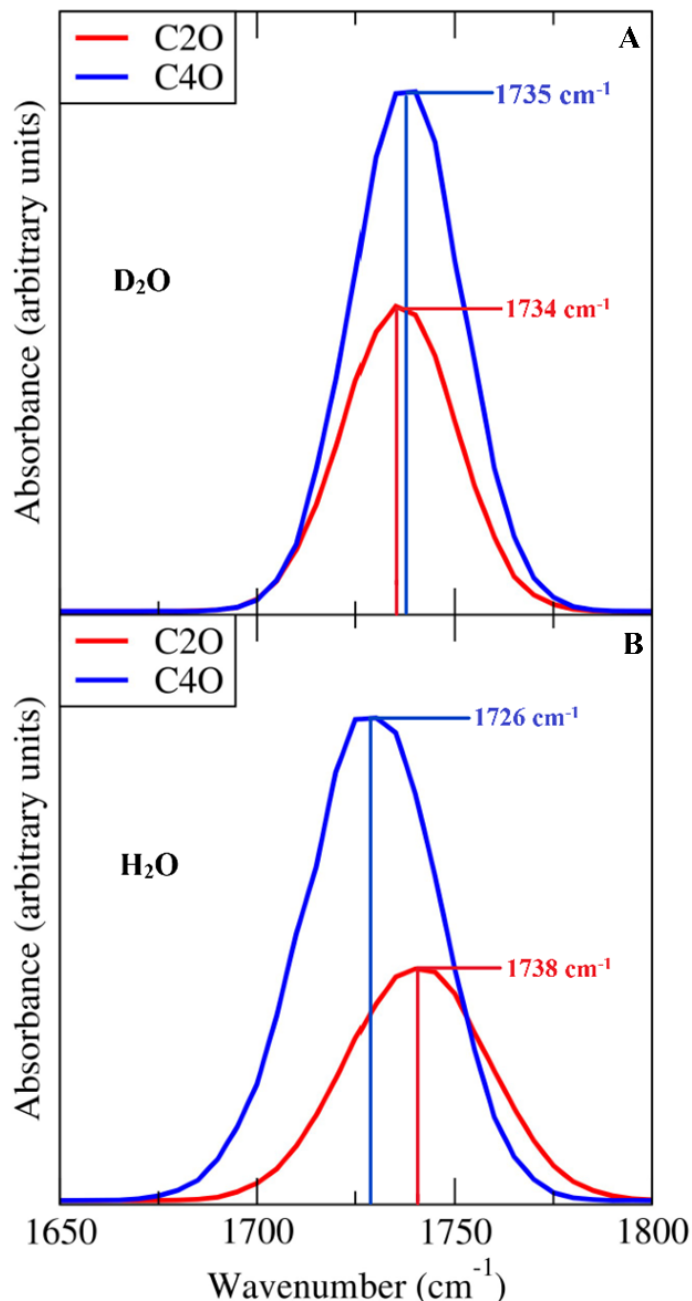 C2O
C4O
A
1735 cm⁻¹
D₂O
1734 cm⁻¹
Absorbance (arbitrary units)
C2O
C4O
B
1726 cm⁻¹
H₂O
1738 cm⁻¹
Absorbance (arbitrary units)
1650 1700 1750 1800
Wavenumber (cm⁻¹)